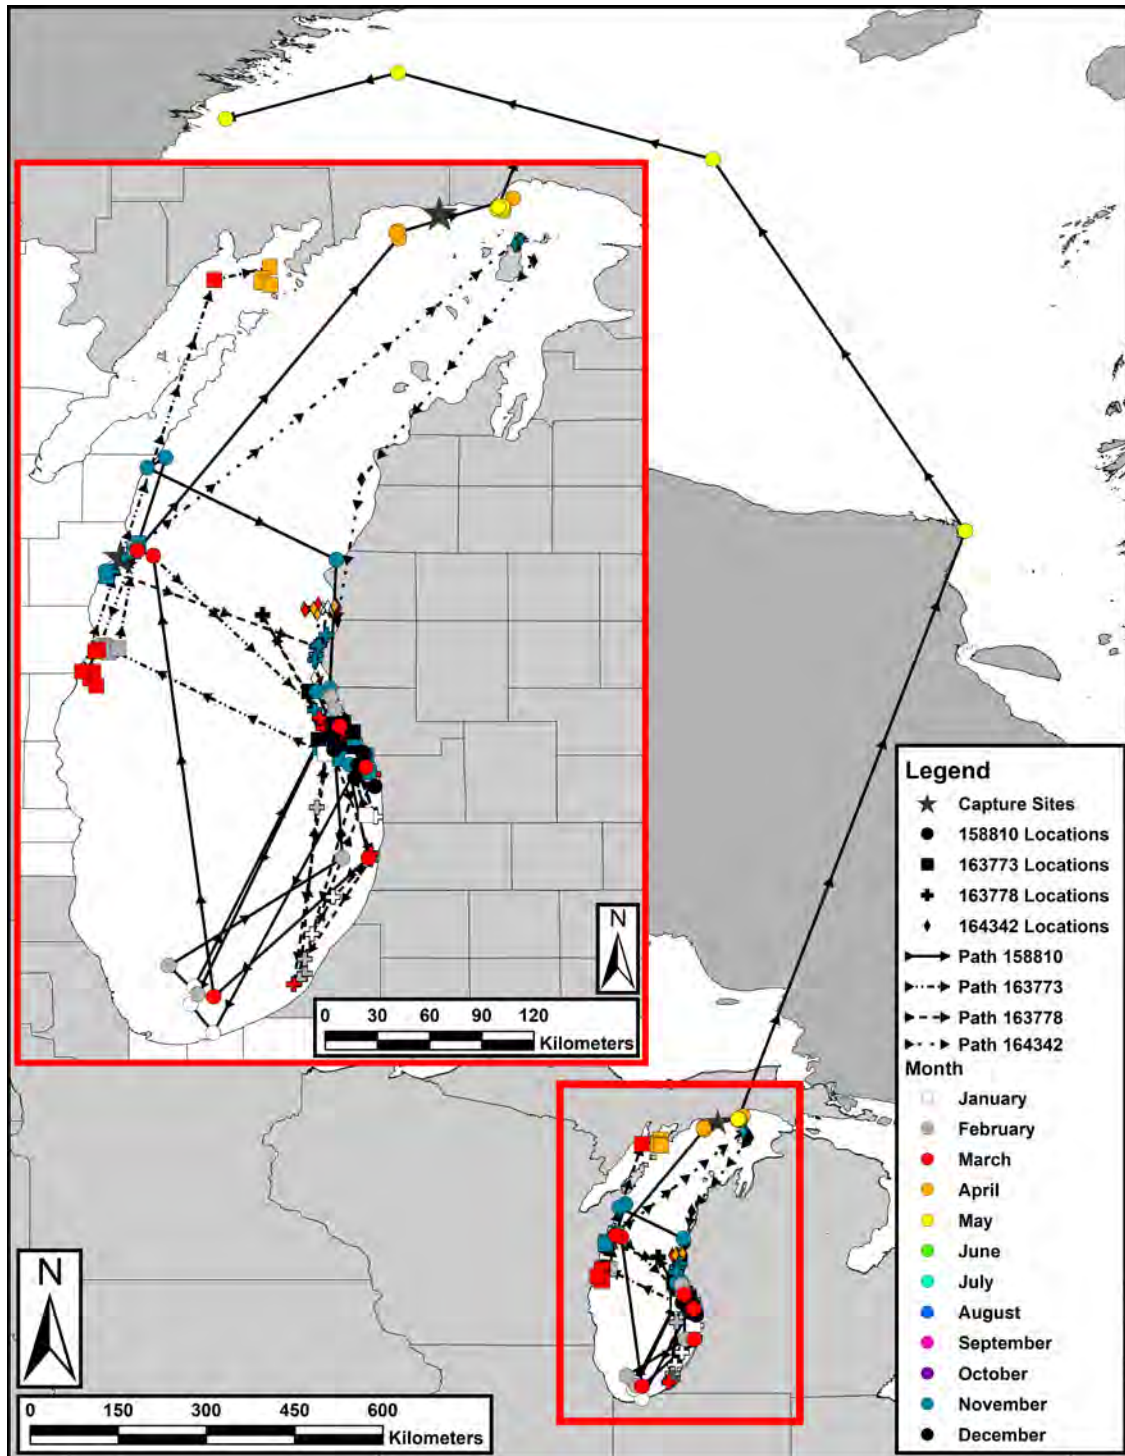 N
0 30 60 90 120
Kilometers
Legend
Capture Sites
158810 Locations
163773 Locations
163778 Locations
164342 Locations
Path 158810
Path 163773
Path 163778
Path 164342
Month
January
February
March
April
May
June
July
August
September
October
November
December
N
0 150 300 450 600
Kilometers